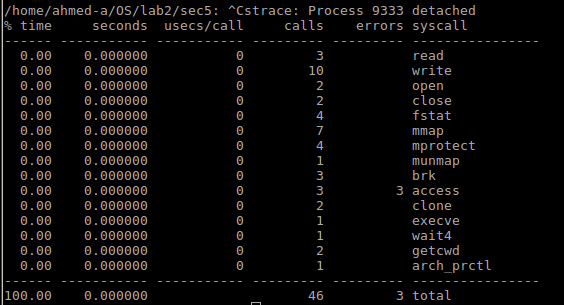 /home/ahmed-a/OS/lab2/sec5: ^Cstrace: Process 9333 detached
% time     seconds  usecs/call     calls    errors syscall
------ ----------- ----------- --------- --------- ----------------
  0.00    0.000000           0         3           read
  0.00    0.000000           0        10           write
  0.00    0.000000           0         2           open
  0.00    0.000000           0         2           close
  0.00    0.000000           0         4           fstat
  0.00    0.000000           0         7           mmap
  0.00    0.000000           0         4           mprotect
  0.00    0.000000           0         1           munmap
  0.00    0.000000           0         3           brk
  0.00    0.000000           0         3         3 access
  0.00    0.000000           0         2           clone
  0.00    0.000000           0         1           execve
  0.00    0.000000           0         1           wait4
  0.00    0.000000           0         2           getcwd
  0.00    0.000000           0         1           arch_prctl
------ ----------- ----------- --------- --------- ----------------
100.00    0.000000                    46         3 total